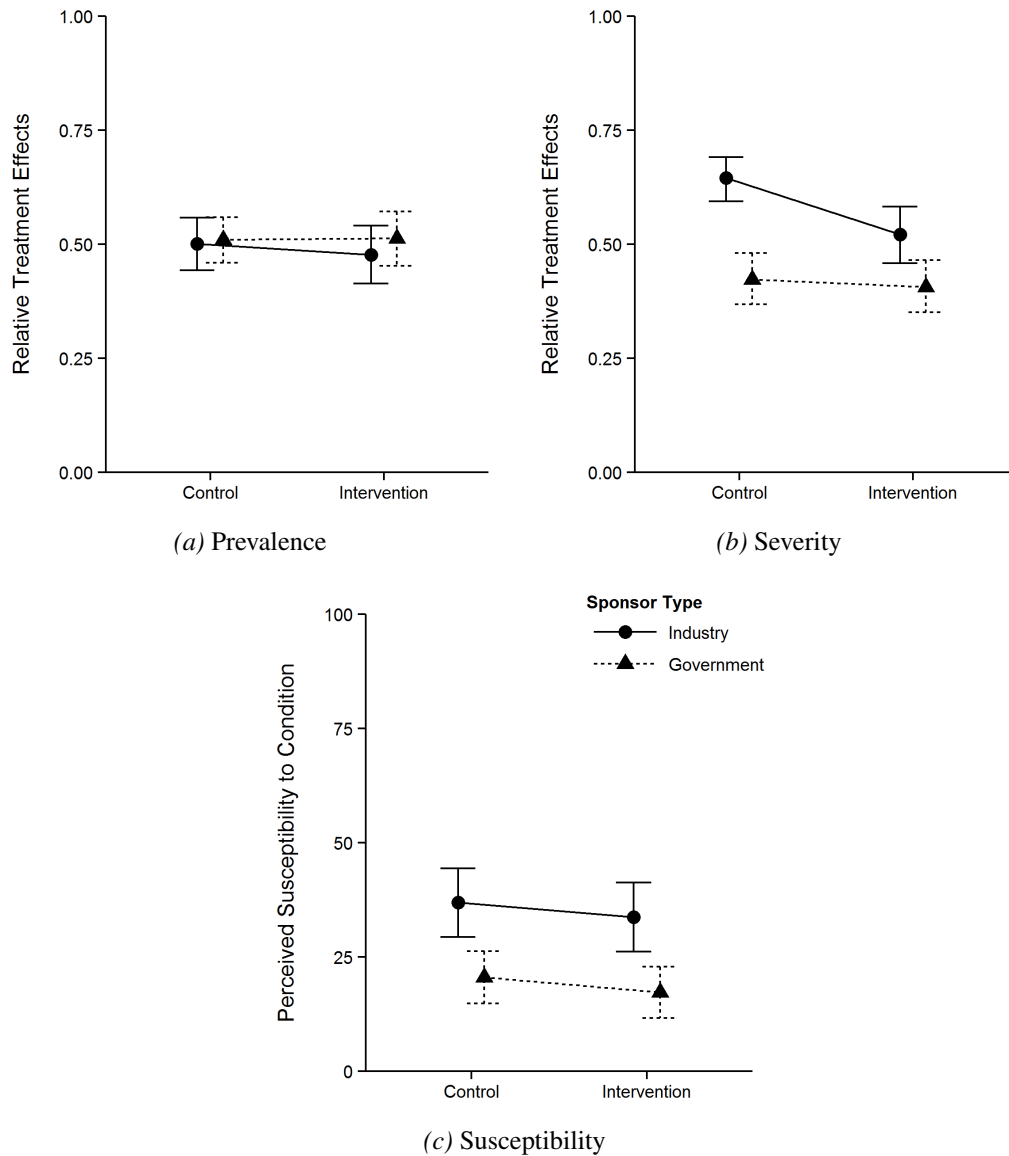 1.00
0.75
0.50
0.25
0.00
Relative Treatment Effects
Control
Intervention
(a) Prevalence
1.00
0.75
0.50
0.25
0.00
Relative Treatment Effects
Control
Intervention
(b) Severity
Sponsor Type
Industry
Government
100
75
50
25
0
Perceived Susceptibility to Condition
Control
Intervention
(c) Susceptibility